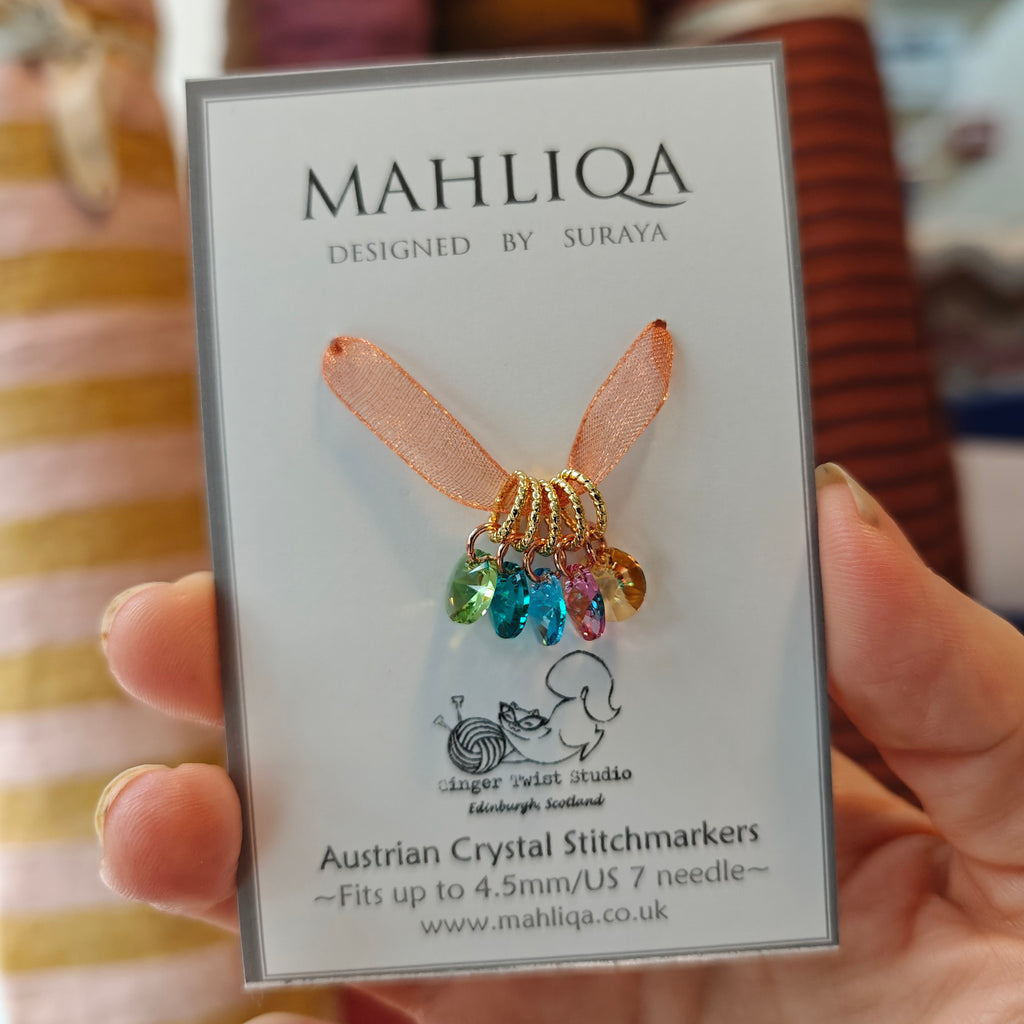 MAHLIQA
DESIGNED BY SURAYA
Ginger Twist Studio
Edinburgh, Scotland
Austrian Crystal Stitchmarkers
~Fits up to 4.5mm/US 7 needle~
www.mahliqa.co.uk